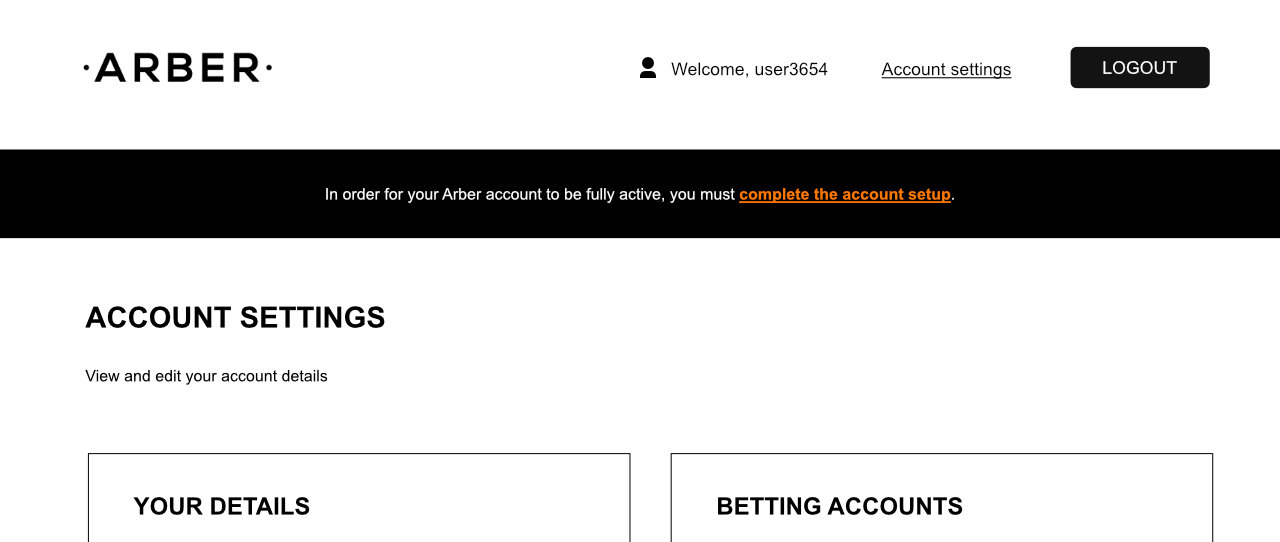 ·ARBER·
Welcome, user3654
Account settings
LOGOUT
In order for your Arber account to be fully active, you must complete the account setup.
ACCOUNT SETTINGS
View and edit your account details
YOUR DETAILS
BETTING ACCOUNTS